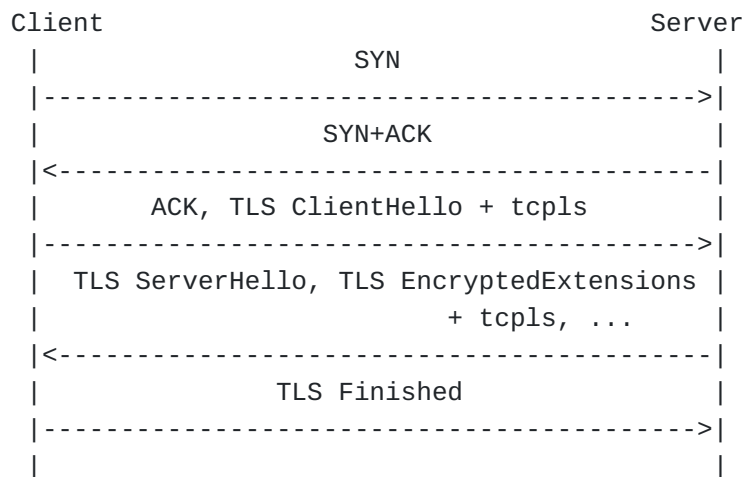 Client Server
| SYN |
|------------------------------------------->|
| SYN+ACK |
|<-------------------------------------------|
| ACK, TLS ClientHello + tcpls |
|------------------------------------------->|
| TLS ServerHello, TLS EncryptedExtensions |
| + tcpls, ... |
|<-------------------------------------------|
| TLS Finished |
|------------------------------------------->|
| |